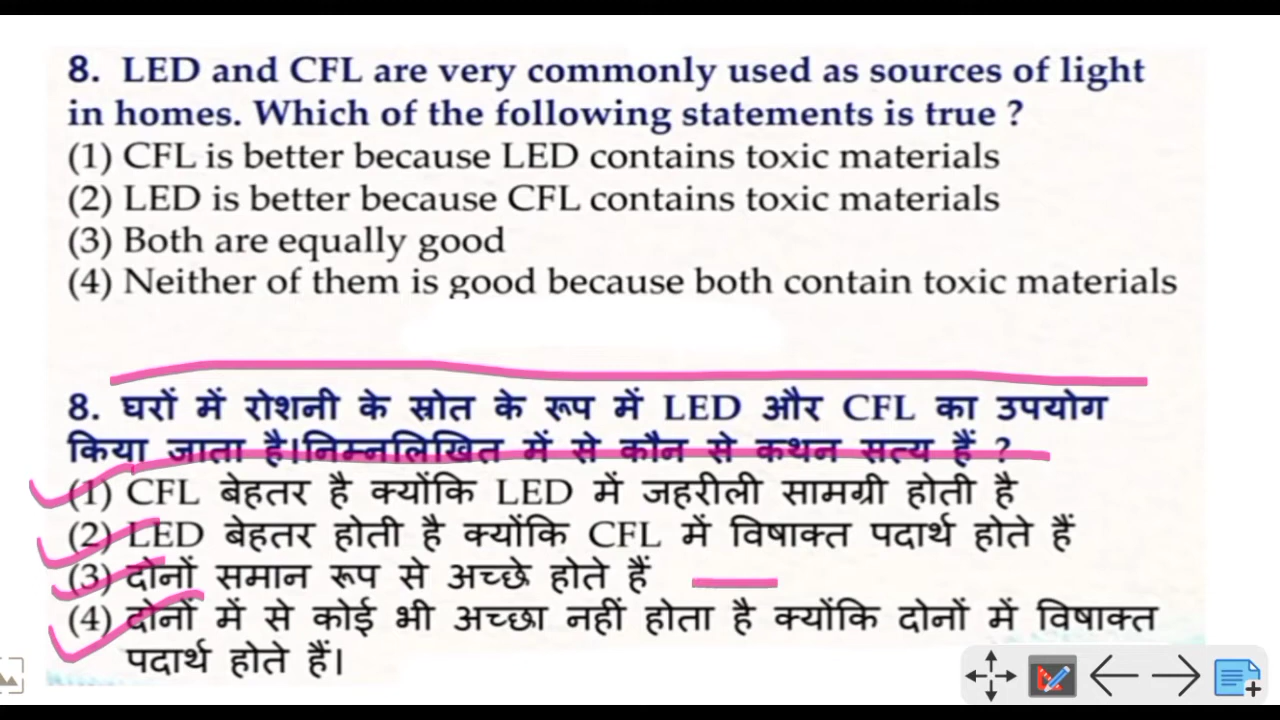 8. LED and CFL are very commonly used as sources of light
in homes. Which of the following statements is true ?
(1) CFL is better because LED contains toxic materials
(2) LED is better because CFL contains toxic materials
(3) Both are equally good
(4) Neither of them is good because both contain toxic materials
8. घरों में रोशनी के स्रोत के रूप में LED और CFL का उपयोग
किया जाता है।निम्नलिखित में से कौन से कथन सत्य हैं ?
(1) CFL बेहतर है क्योंकि LED में जहरीली सामग्री होती है
(2) LED बेहतर होती है क्योंकि CFL में विषाक्त पदार्थ होते हैं
(3) दोनों समान रूप से अच्छे होते हैं
(4) दोनों में से कोई भी अच्छा नहीं होता है क्योंकि दोनों में विषाक्त
पदार्थ होते हैं।